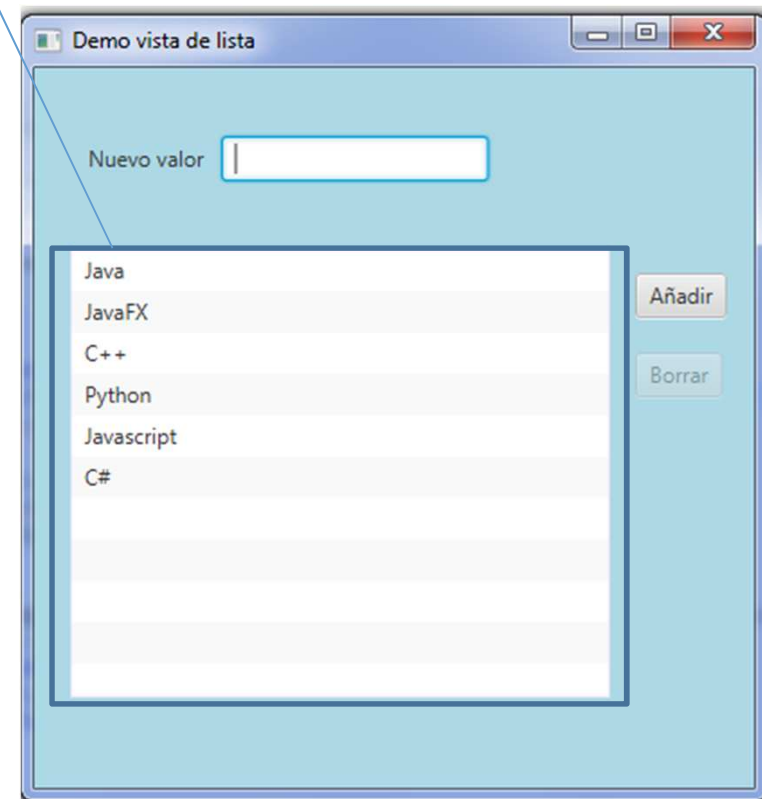 Demo vista de lista
Nuevo valor
Java
JavaFX
C++
Python
Javascript
C#
Añadir
Borrar